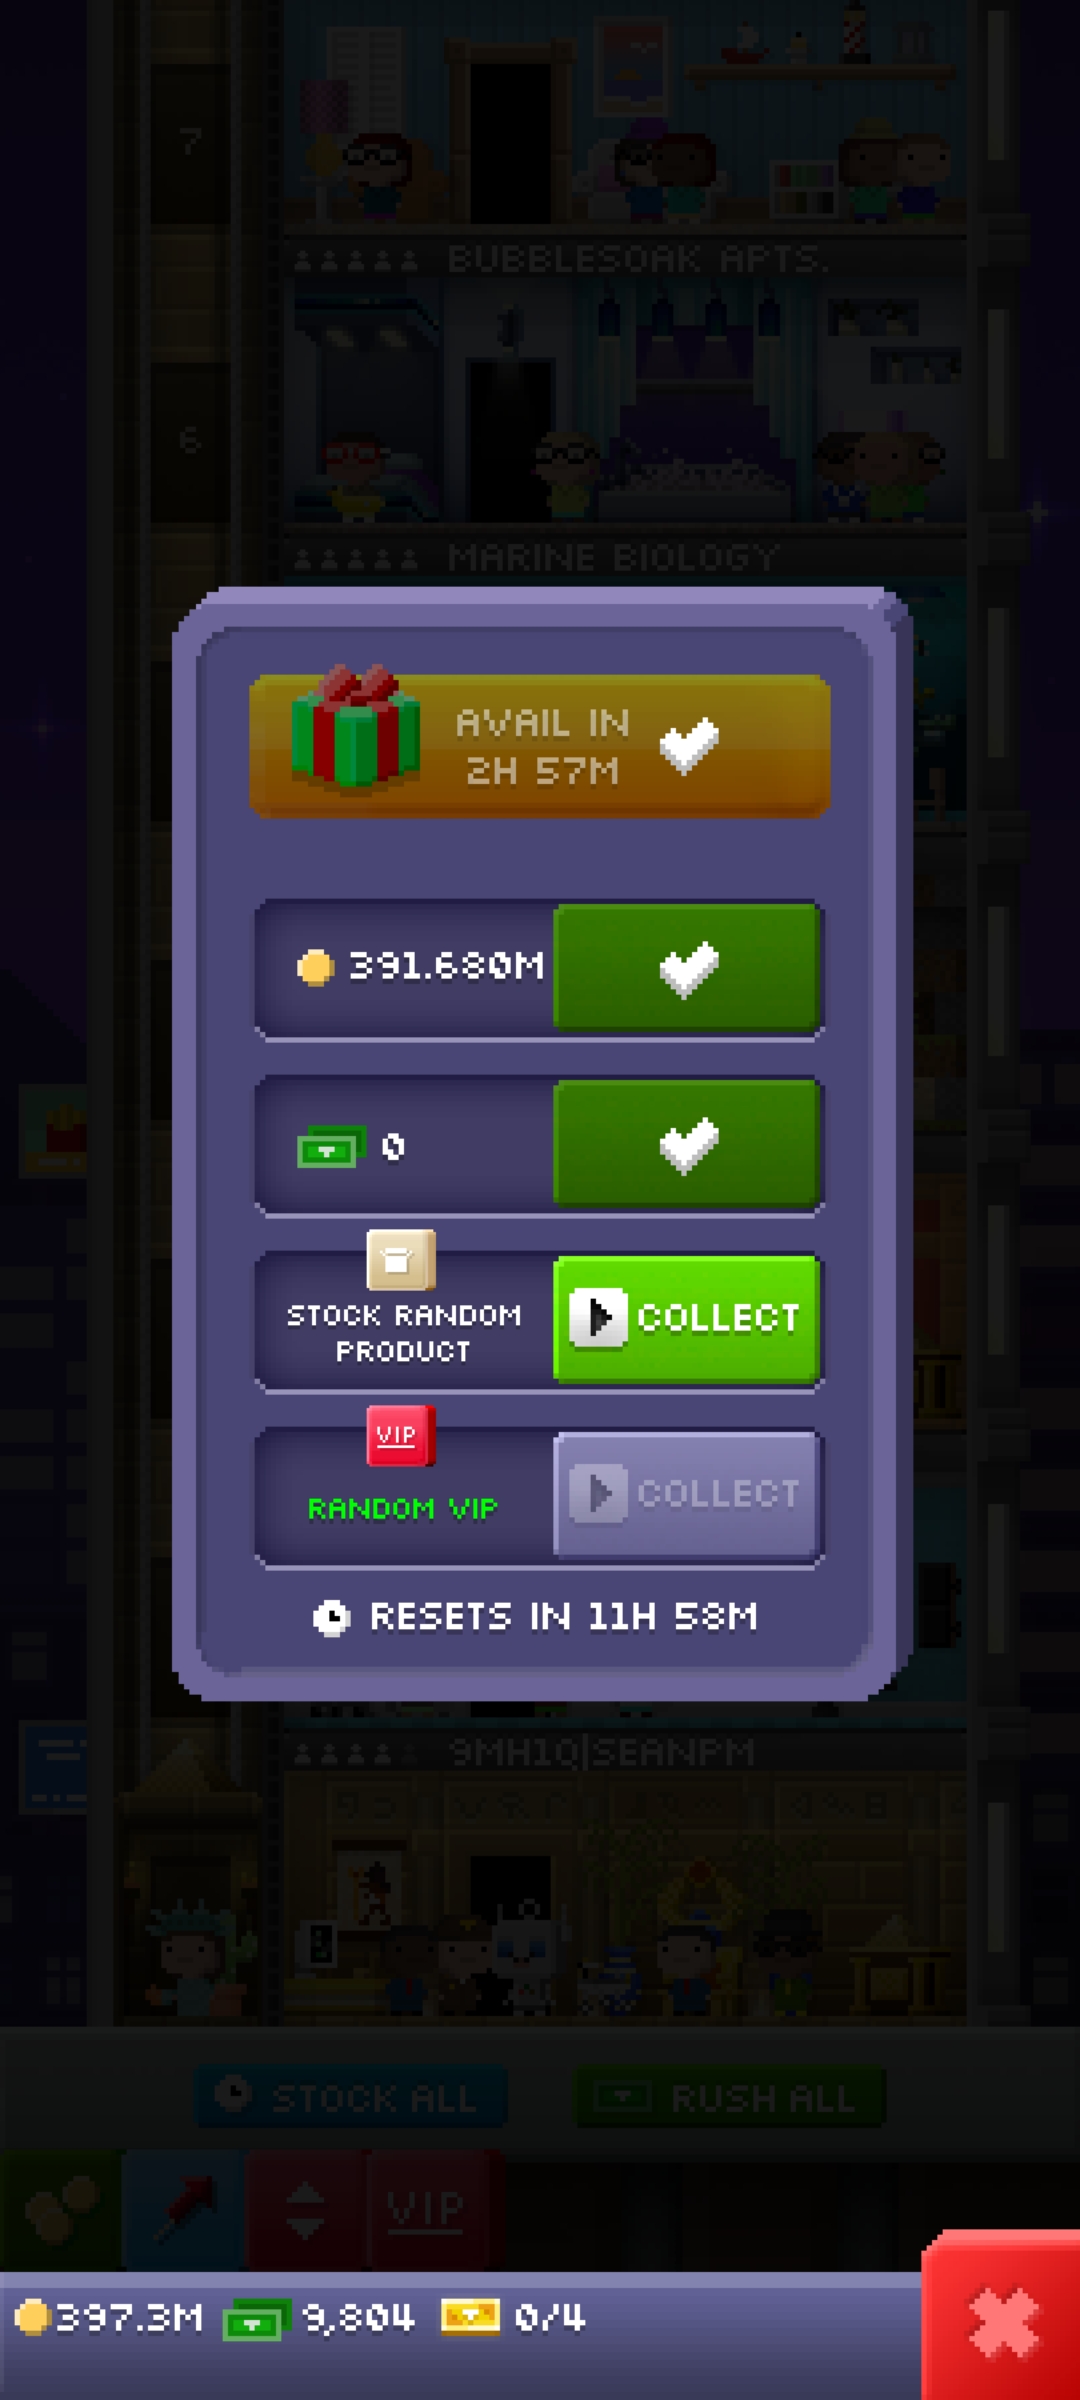 7
BUBBLESOAK APTS.
6
MARINE BIOLOGY
AVAIL IN
2H 57M
391.680M
0
STOCK RANDOM
PRODUCT
COLLECT
VIP
RANDOM VIP
COLLECT
RESETS IN 11H 58M
9MH1Q|SEANPM
STOCK ALL
RUSH ALL
VIP
397.3M 9,804 0/4